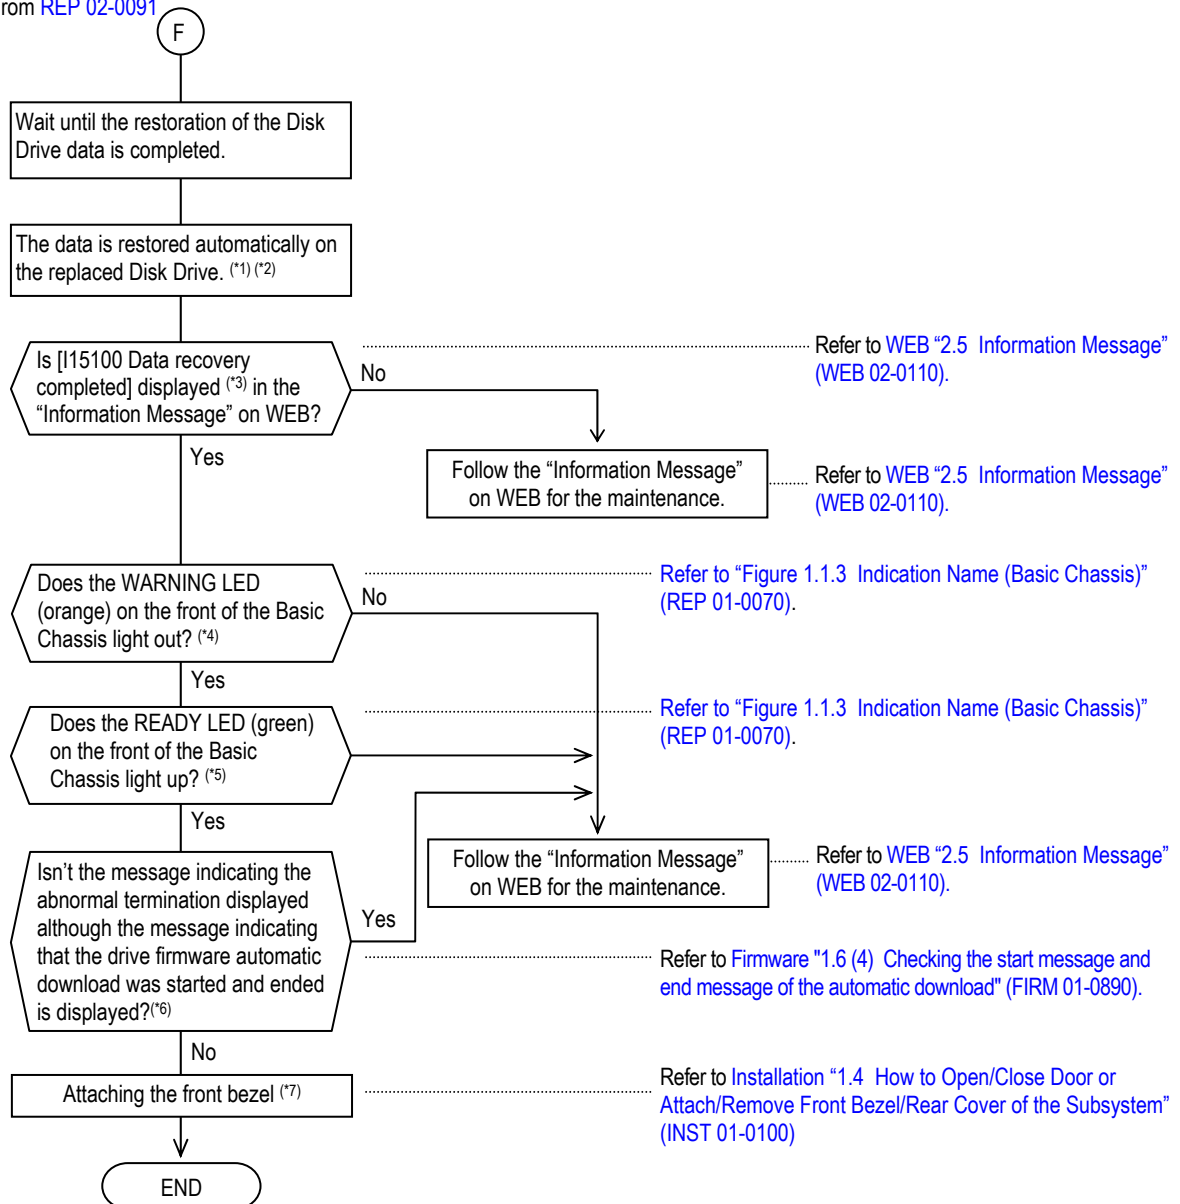 rom REP 02-0091
F
Wait until the restoration of the Disk
Drive data is completed.
The data is restored automatically on
the replaced Disk Drive. (*1) (*2)
Is [I15100 Data recovery
completed] displayed (*3) in the
“Information Message” on WEB?
No
Refer to WEB “2.5 Information Message”
(WEB 02-0110).
Yes
Follow the “Information Message”
on WEB for the maintenance.
Refer to WEB “2.5 Information Message”
(WEB 02-0110).
Does the WARNING LED
(orange) on the front of the Basic
Chassis light out? (*4)
No
Refer to “Figure 1.1.3 Indication Name (Basic Chassis)”
(REP 01-0070).
Yes
Does the READY LED (green)
on the front of the Basic
Chassis light up? (*5)
Refer to “Figure 1.1.3 Indication Name (Basic Chassis)”
(REP 01-0070).
Yes
Follow the “Information Message”
on WEB for the maintenance.
Refer to WEB “2.5 Information Message”
(WEB 02-0110).
Isn’t the message indicating the
abnormal termination displayed
although the message indicating
that the drive firmware automatic
download was started and ended
is displayed?(*6)
Yes
Refer to Firmware "1.6 (4) Checking the start message and
end message of the automatic download" (FIRM 01-0890).
No
Attaching the front bezel (*7)
Refer to Installation “1.4 How to Open/Close Door or
Attach/Remove Front Bezel/Rear Cover of the Subsystem”
(INST 01-0100)
END